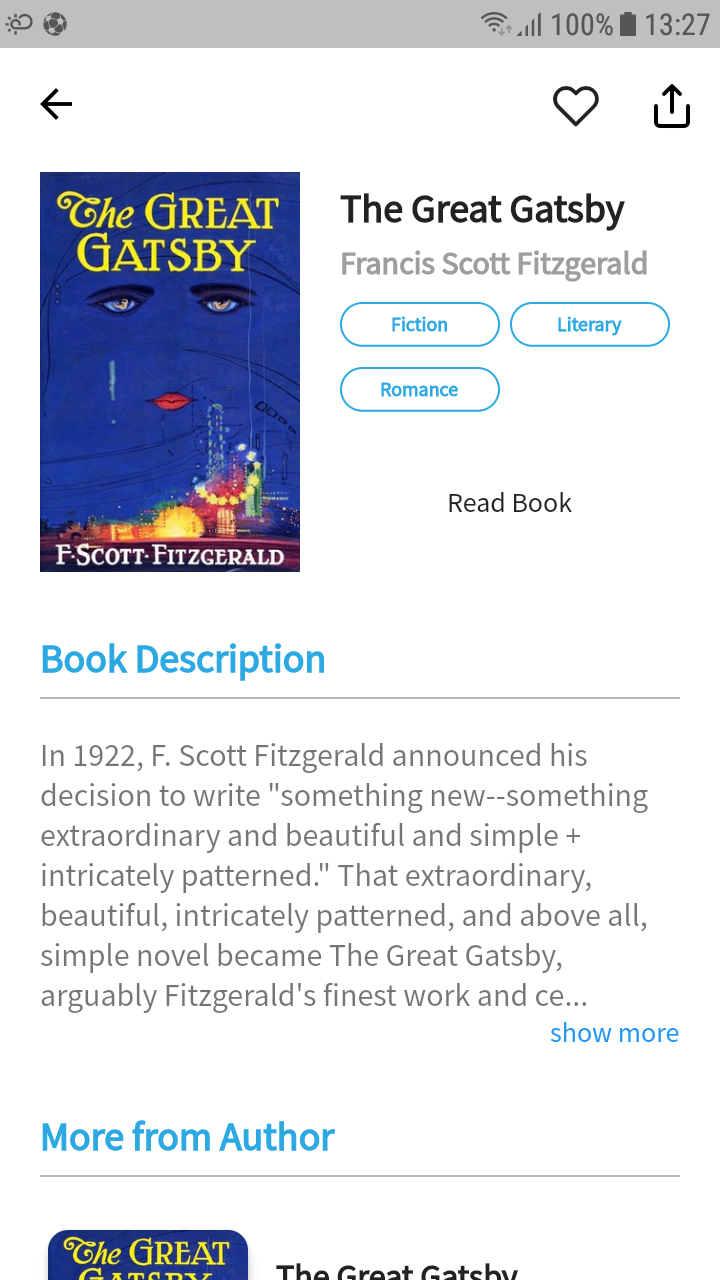 100% 13:27
The GREAT
GATSBY
F·SCOTT·FITZGERALD
The Great Gatsby
Francis Scott Fitzgerald
Fiction
Literary
Romance
Read Book
Book Description
In 1922, F. Scott Fitzgerald announced his
decision to write "something new--something
extraordinary and beautiful and simple +
intricately patterned." That extraordinary,
beautiful, intricately patterned, and above all,
simple novel became The Great Gatsby,
arguably Fitzgerald's finest work and ce...
show more
More from Author
The GREAT
GATSBY
The Great Gatsby